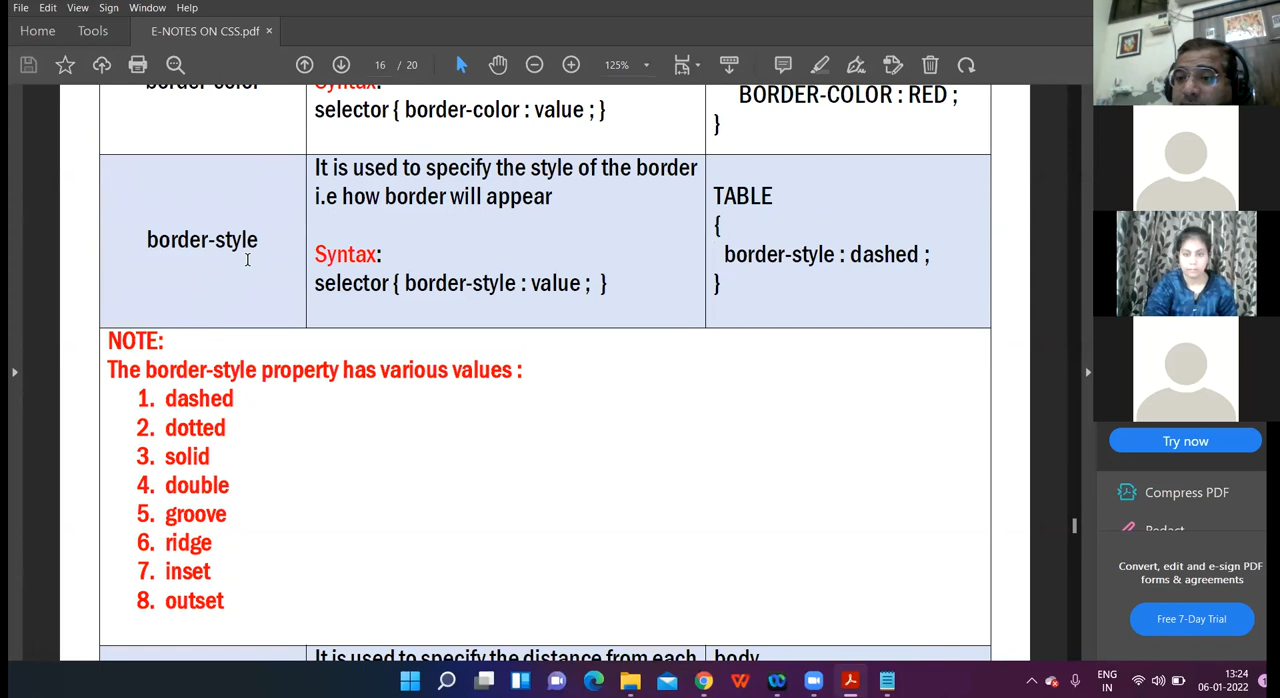 File Edit View Sign Window Help
Home Tools E-NOTES ON CSS.pdf ×
16 / 20 125%
border-color
Syntax:
selector { border-color : value ; }
BORDER-COLOR : RED ;
}
border-style
It is used to specify the style of the border
i.e how border will appear
Syntax:
selector { border-style : value ; }
TABLE
{
border-style : dashed ;
}
NOTE:
The border-style property has various values :
1. dashed
2. dotted
3. solid
4. double
5. groove
6. ridge
7. inset
8. outset
It is used to specify the distance from each
body
Try now
Compress PDF
Redact
Convert, edit and e-sign PDF
forms & agreements
Free 7-Day Trial
ENG
IN
13:24
06-01-2022